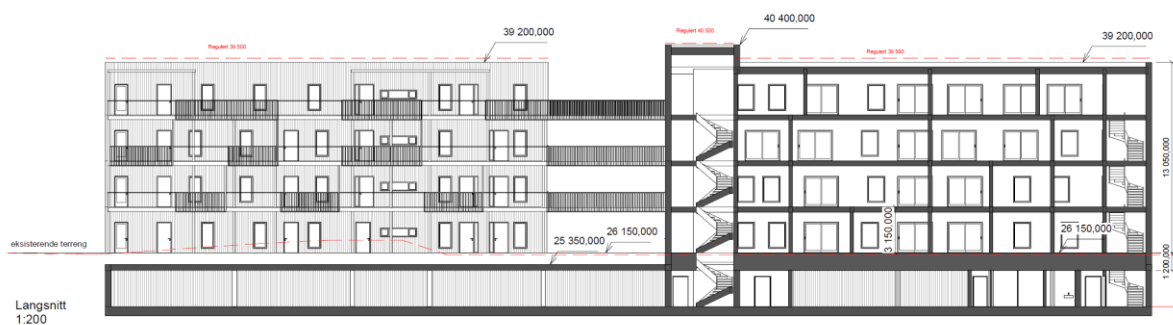 40 400,000
Regulert 40 500
39 200,000
Regulert 39 500
Regulert 39 500
39 200,000
13 050,000
3 150,000
26 150,000
26 150,000
eksisterende terreng
25 350,000
1 200,000
Langsnitt
1:200